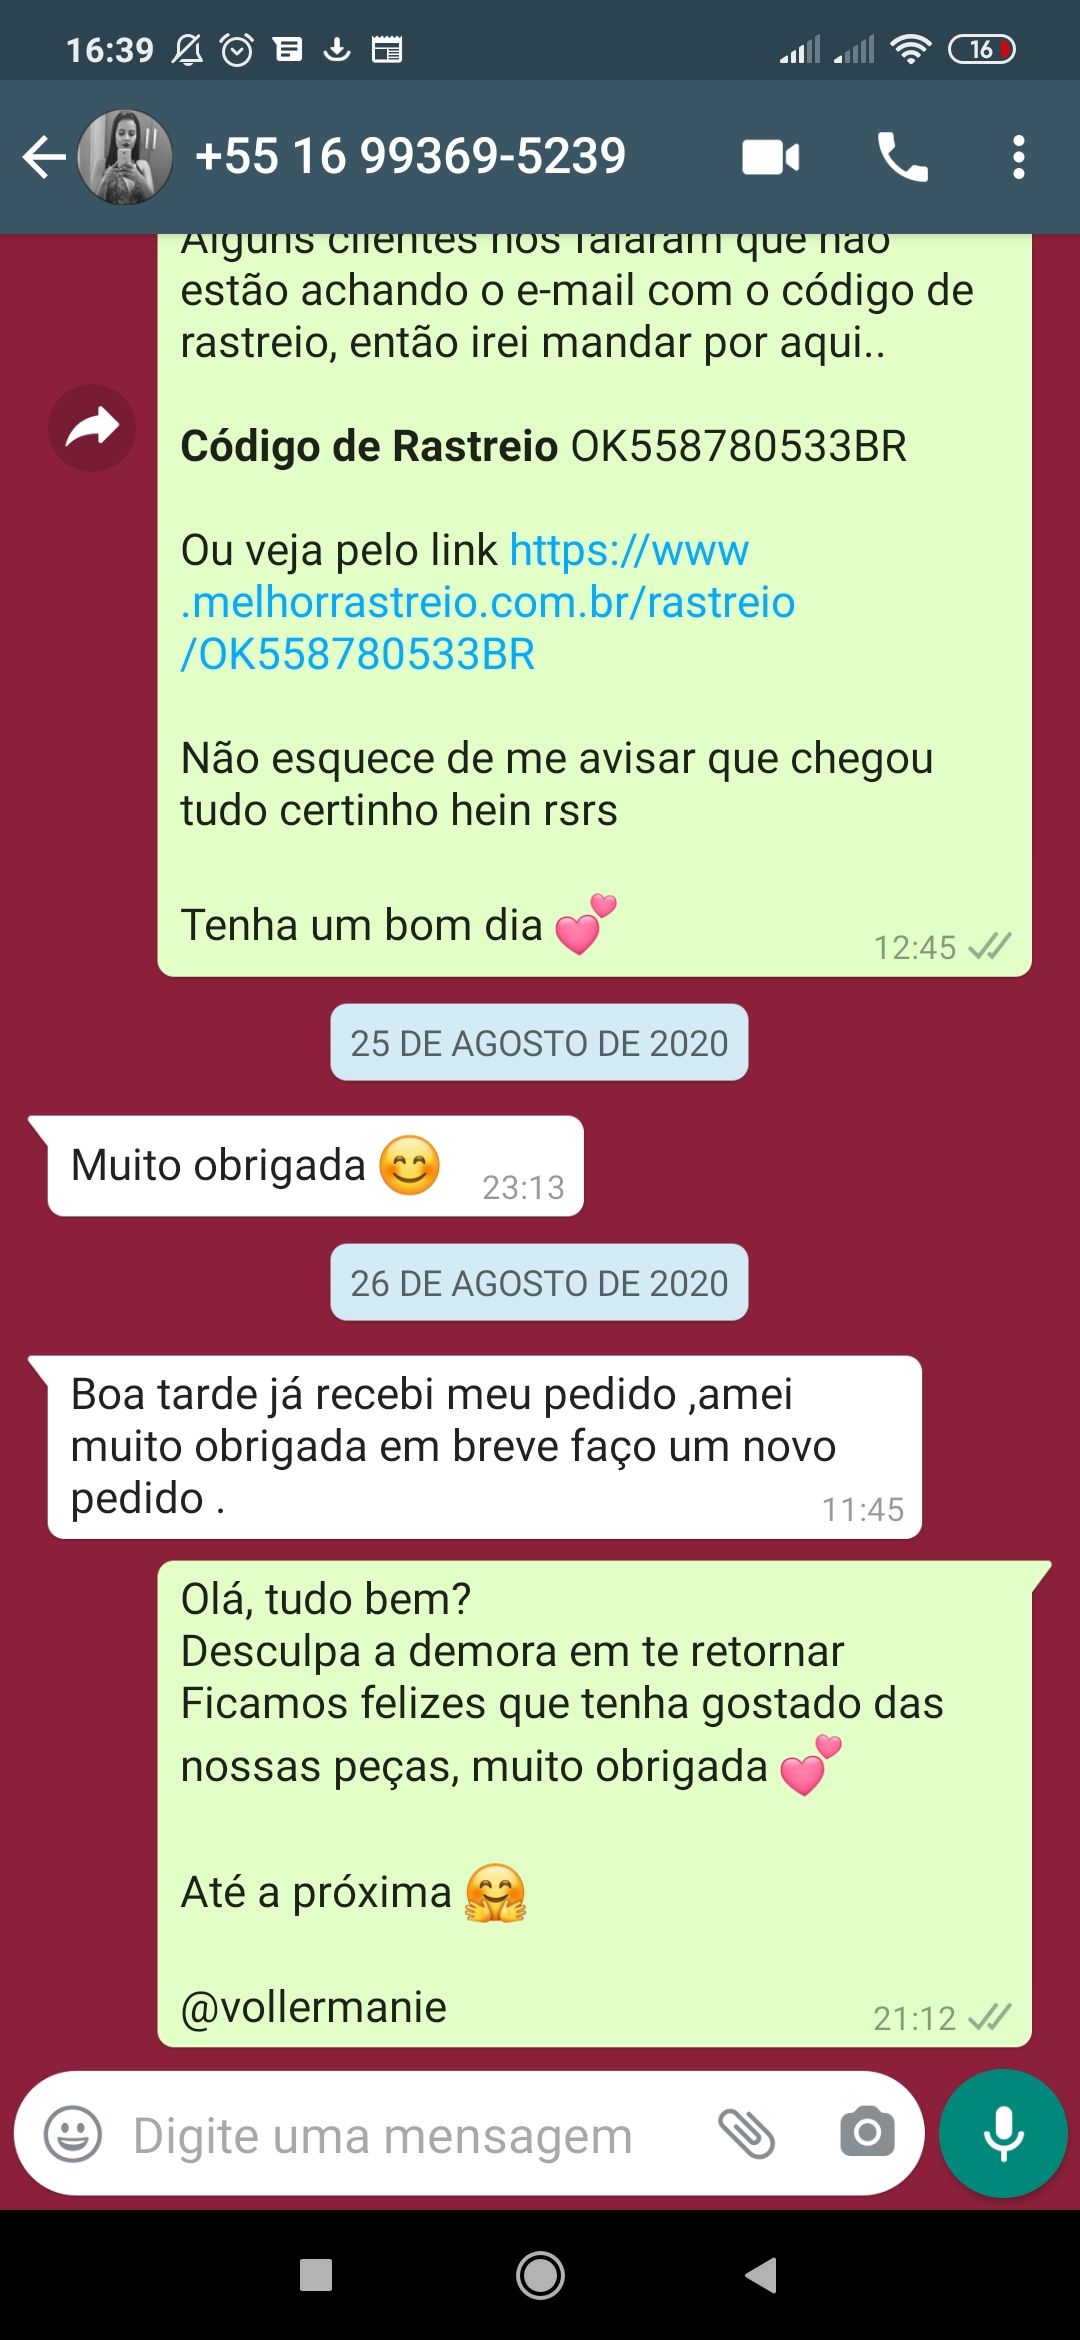 16:39
16
+55 16 99369-5239
Alguns clientes nos falaram que não
estão achando o e-mail com o código de
rastreio, então irei mandar por aqui..
Código de Rastreio OK558780533BR
Ou veja pelo link https://www
.melhorrastreio.com.br/rastreio
/OK558780533BR
Não esquece de me avisar que chegou
tudo certinho hein rsrs
Tenha um bom dia 💕
12:45
25 DE AGOSTO DE 2020
Muito obrigada 😊
23:13
26 DE AGOSTO DE 2020
Boa tarde já recebi meu pedido ,amei
muito obrigada em breve faço um novo
pedido .
11:45
Olá, tudo bem?
Desculpa a demora em te retornar
Ficamos felizes que tenha gostado das
nossas peças, muito obrigada 💕
Até a próxima 🤗
@vollermanie
21:12
Digite uma mensagem